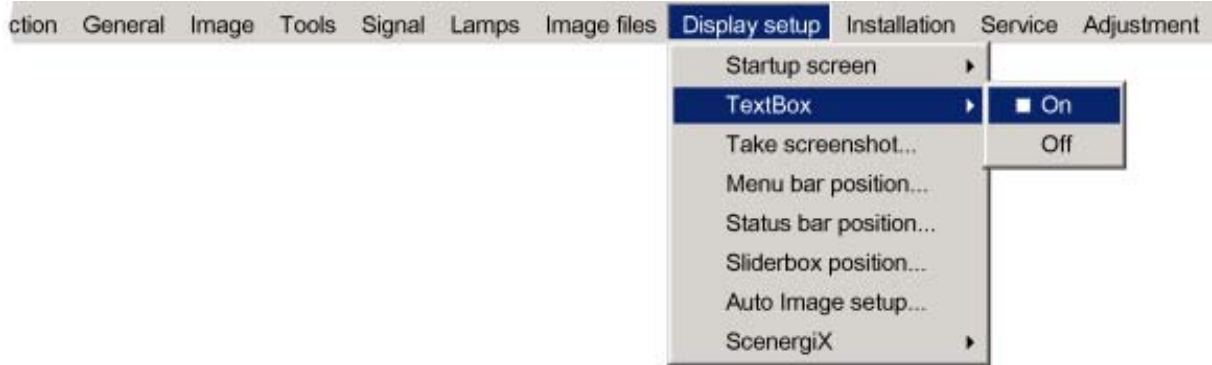 ction General Image Tools Signal Lamps Image files Display setup Installation Service Adjustment
Startup screen
TextBox On
Take screenshot... Off
Menu bar position...
Status bar position...
Sliderbox position...
Auto Image setup...
ScenergiX